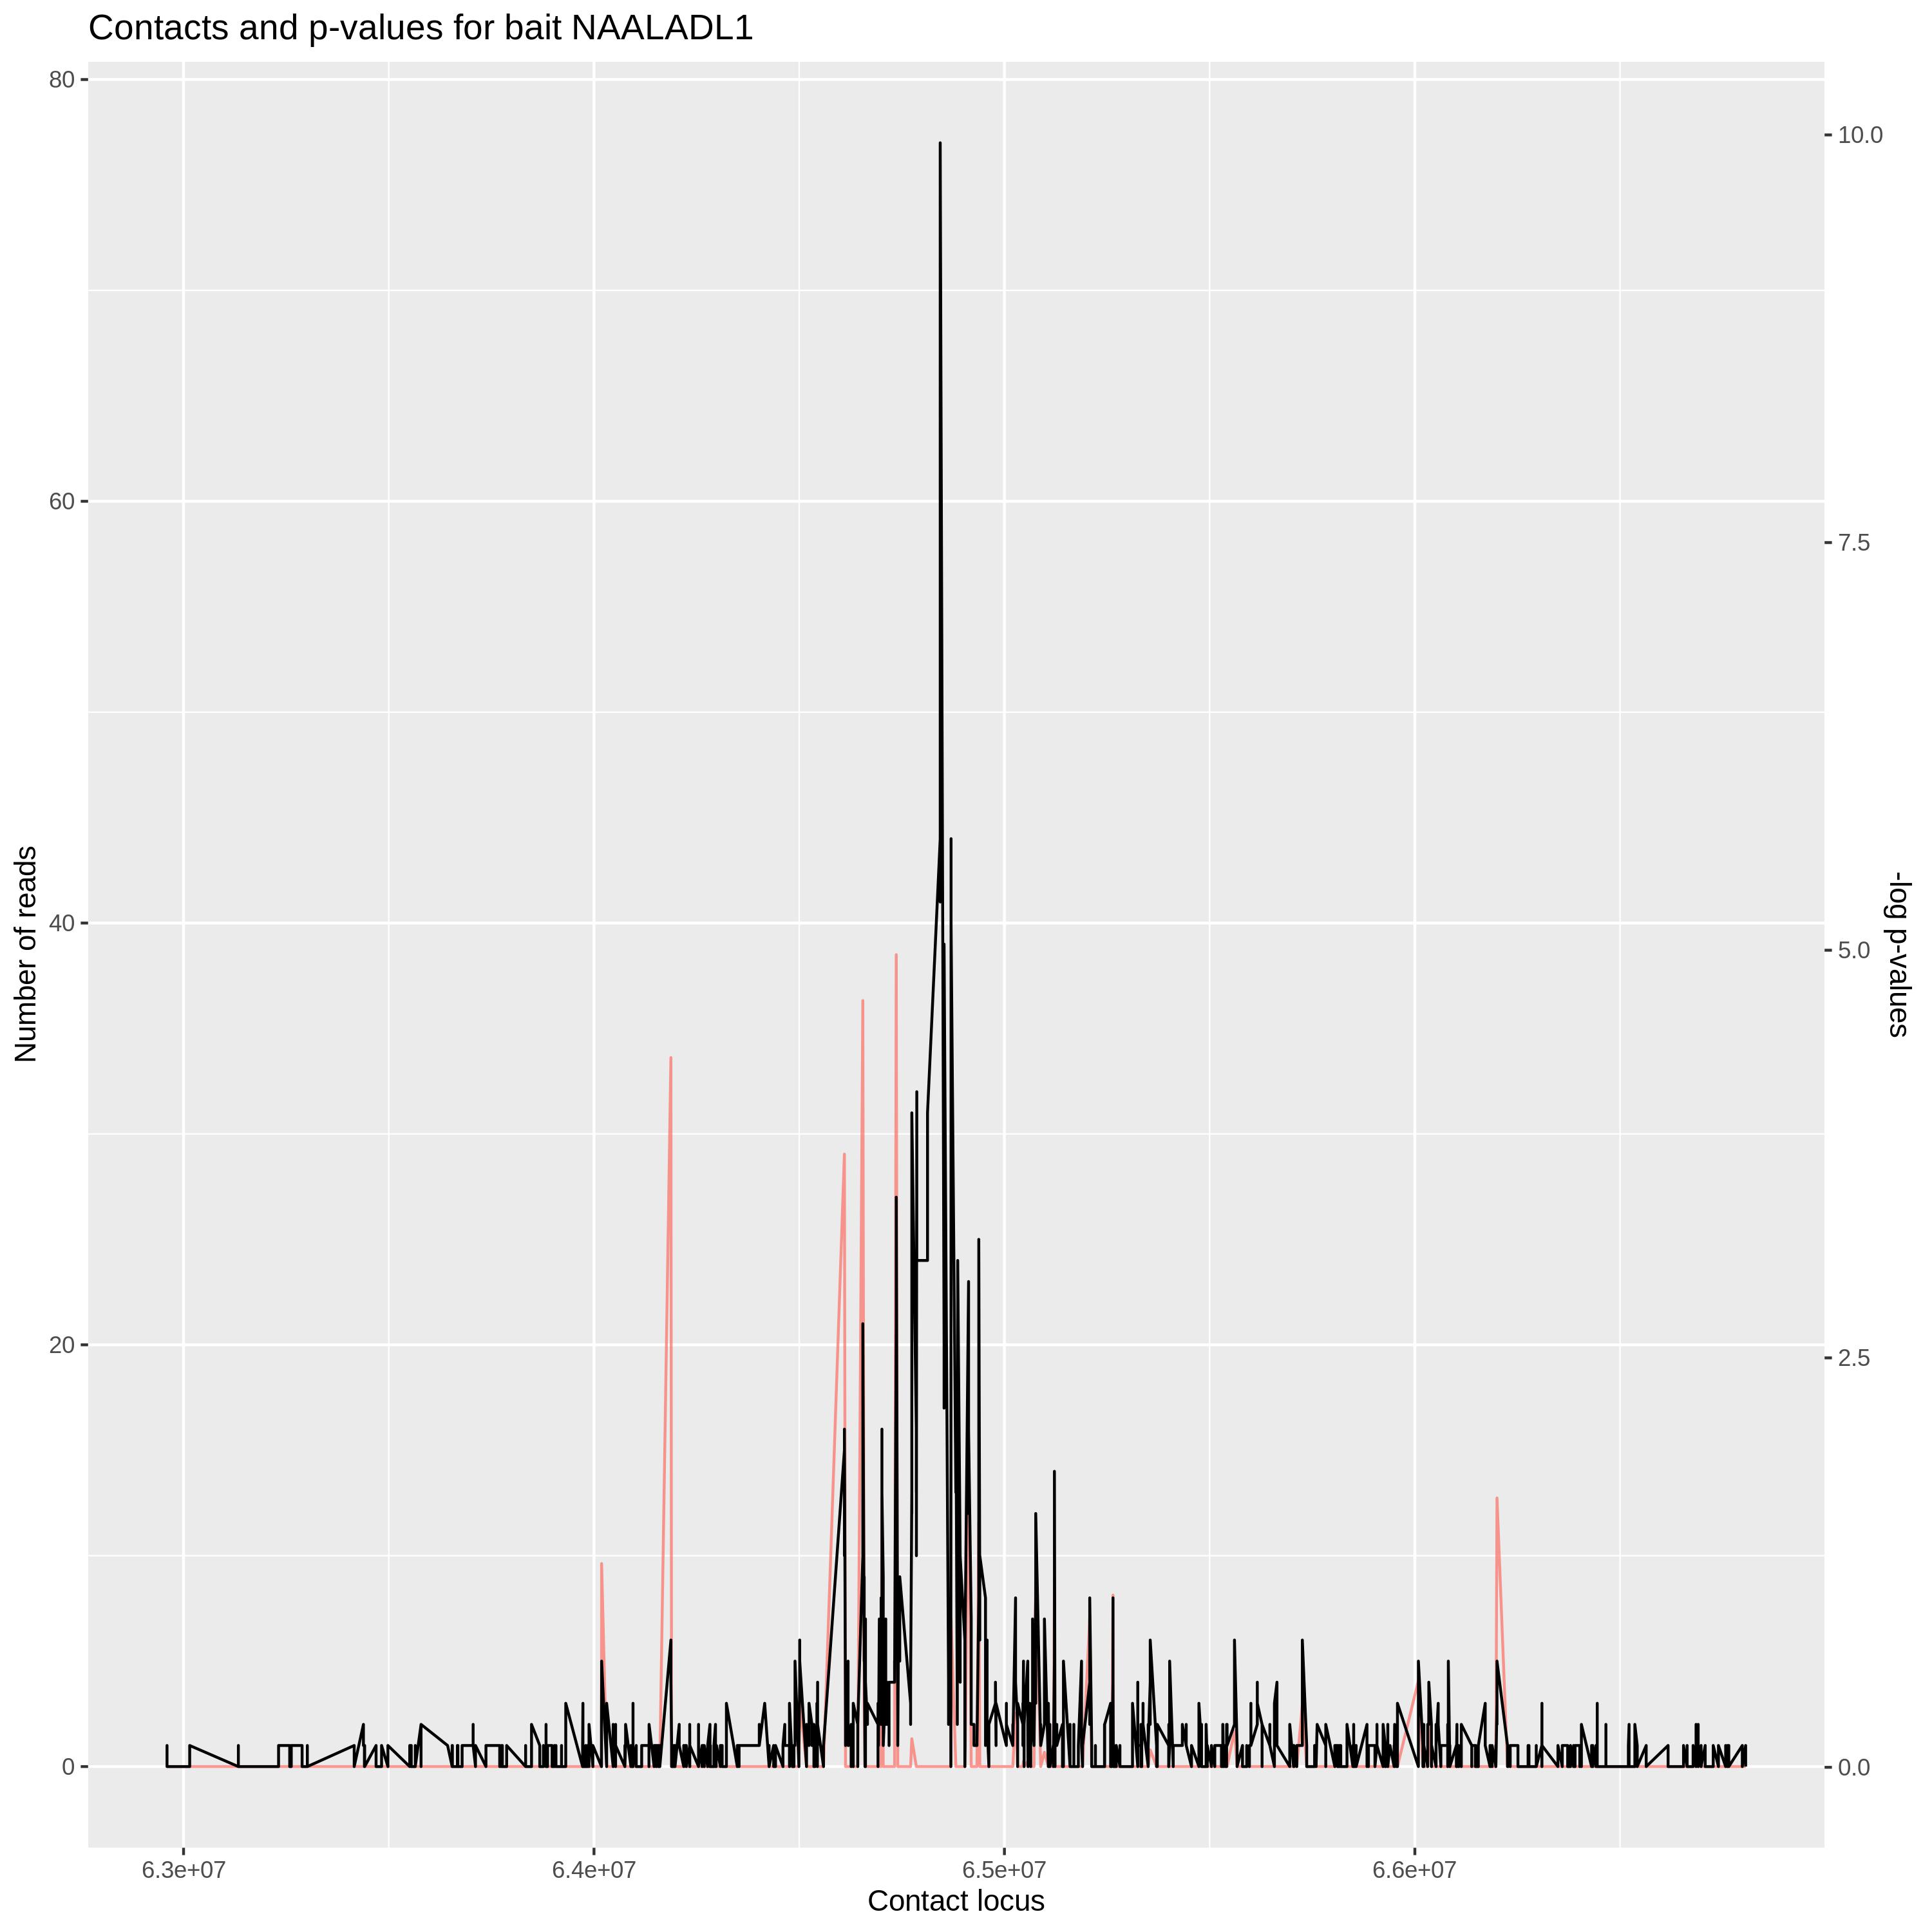 Contacts and p-values for bait NAALADL1
80
60
40
20
0
Number of reads
10.0
7.5
5.0
2.5
0.0
-log p-values
6.3e+07 6.4e+07 6.5e+07 6.6e+07
Contact locus